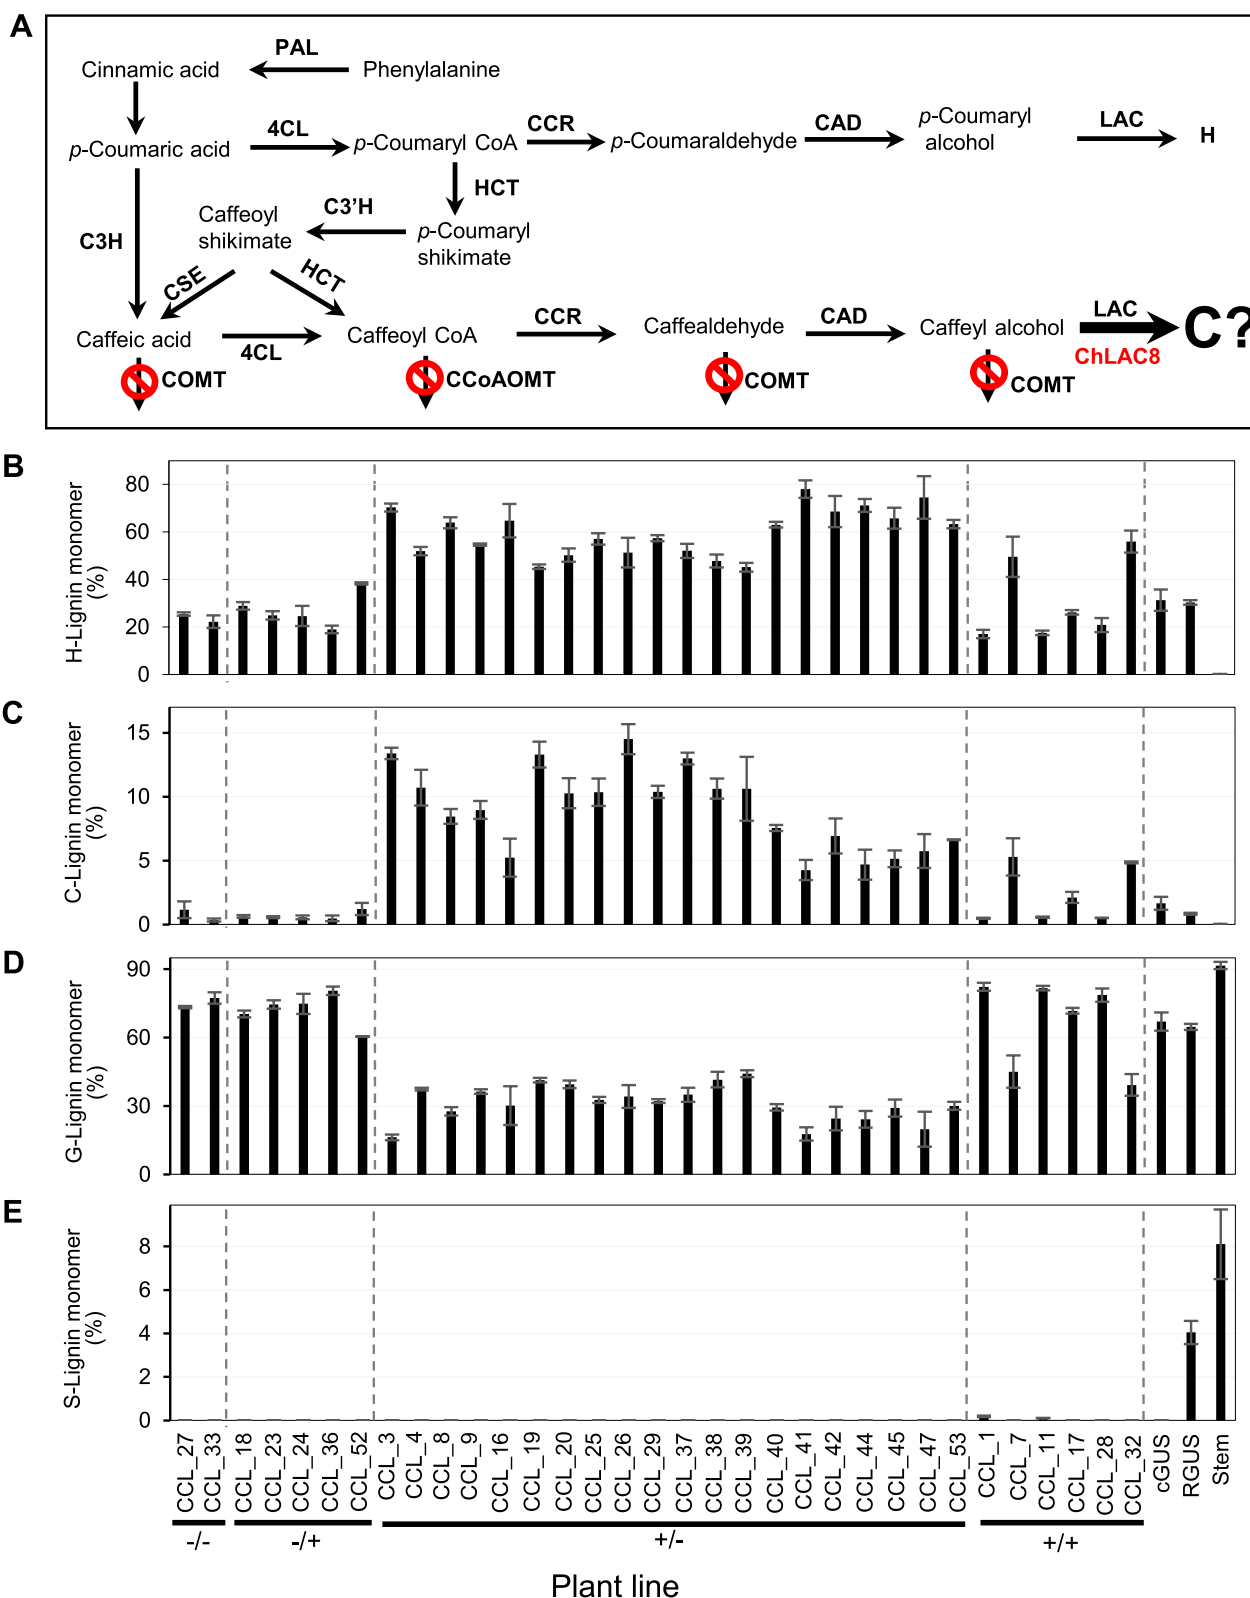 A
PAL
Cinnamic acid
Phenylalanine
4CL
CCR
CAD
LAC
p-Coumaric acid
p-Coumaryl CoA
p-Coumaraldehyde
p-Coumaryl
alcohol
H
HCT
C3'H
C3H
Caffeoyl
shikimate
p-Coumaryl
shikimate
CSE
HCT
Caffeic acid
4CL
Caffeoyl CoA
CCR
Caffealdehyde
CAD
Caffeyl alcohol
LAC
ChLAC8
C?
COMT
CCoAOMT
COMT
COMT
B
H-Lignin monomer
(%)
80
60
40
20
0
C
C-Lignin monomer
(%)
15
10
5
0
D
G-Lignin monomer
(%)
90
60
30
0
E
S-Lignin monomer
(%)
8
6
4
2
0
CCL_27
CCL_33
CCL_18
CCL_23
CCL_24
CCL_36
CCL_52
CCL_3
CCL_4
CCL_8
CCL_9
CCL_16
CCL_19
CCL_20
CCL_25
CCL_26
CCL_29
CCL_37
CCL_38
CCL_39
CCL_40
CCL_41
CCL_42
CCL_44
CCL_45
CCL_47
CCL_53
CCL_1
CCL_7
CCL_11
CCL_17
CCL_28
CCL_32
cGUS
RGUS
Stem
-/-
-/+
+/-
+/+
Plant line